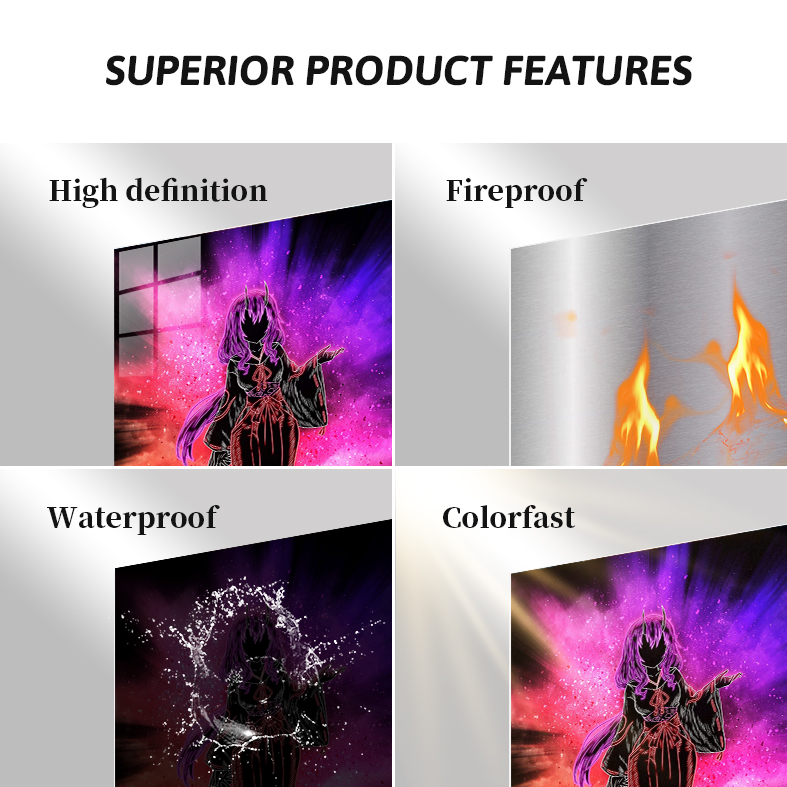 SUPERIOR PRODUCT FEATURES
High definition
Fireproof
Waterproof
Colorfast